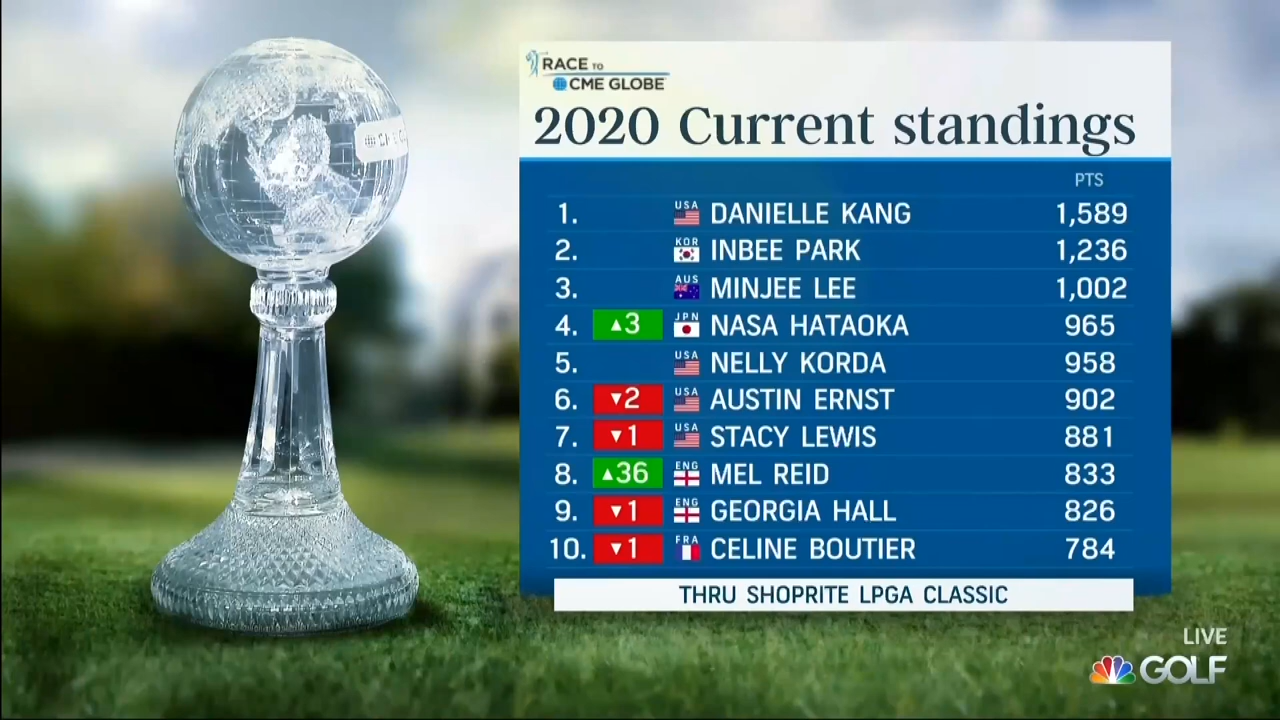 RACE TO
CME GLOBE
2020 Current standings
PTS
1. USA DANIELLE KANG 1,589
2. KOR INBEE PARK 1,236
3. AUS MINJEE LEE 1,002
4. ▲3 JPN NASA HATAOKA 965
5. USA NELLY KORDA 958
6. ▼2 USA AUSTIN ERNST 902
7. ▼1 USA STACY LEWIS 881
8. ▲36 ENG MEL REID 833
9. ▼1 ENG GEORGIA HALL 826
10. ▼1 FRA CELINE BOUTIER 784
THRU SHOPRITE LPGA CLASSIC
LIVE
GOLF